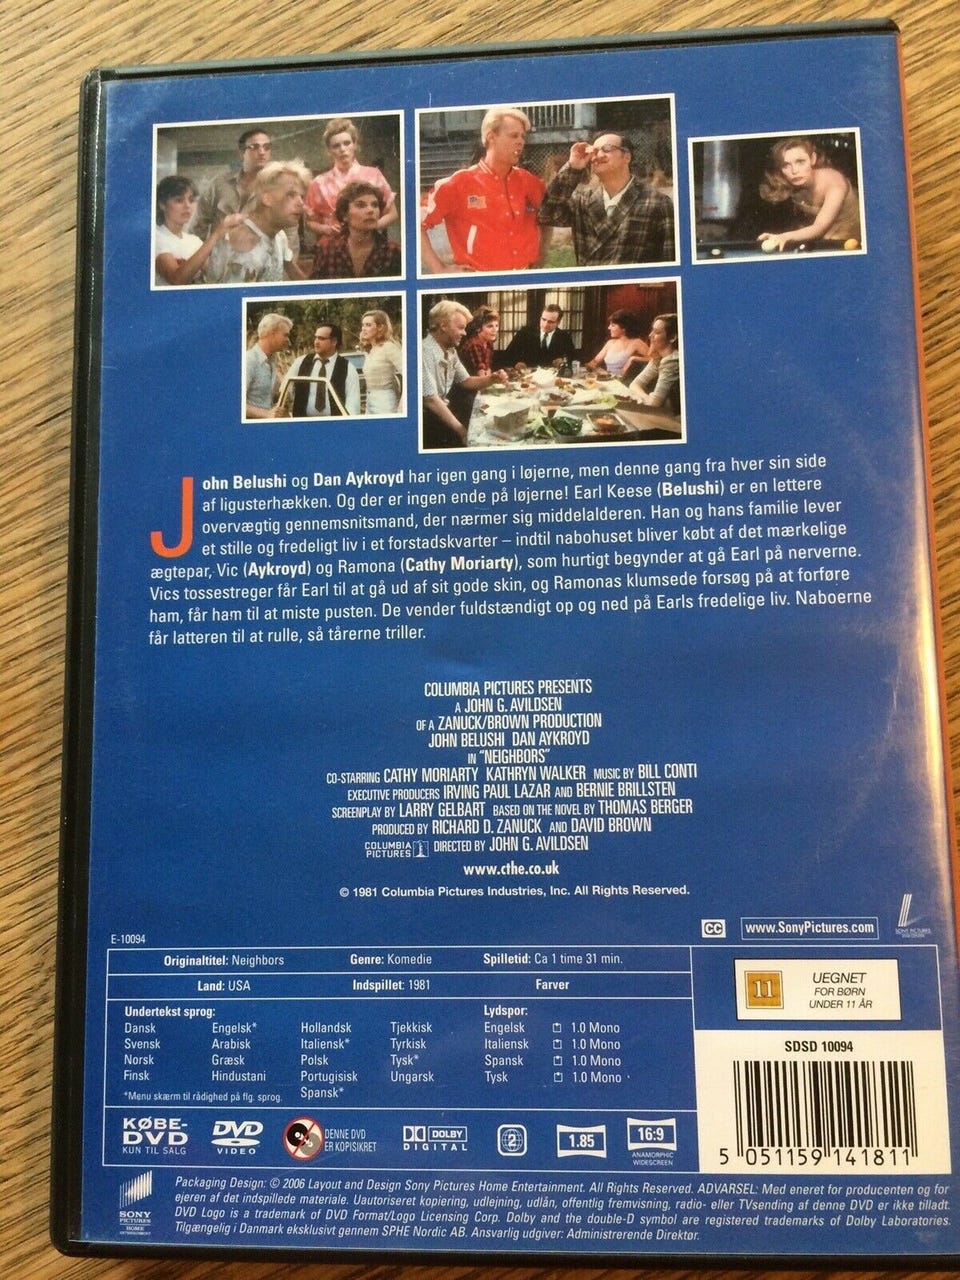 John Belushi og Dan Aykroyd har igen gang i løjerne, men denne gang fra hver sin side
af ligusterhækken. Og der er ingen ende på løjerne! Earl Keese (Belushi) er en lettere
overvægtig gennemsnitsmand, der nærmer sig middelalderen. Han og hans familie lever
et stille og fredeligt liv i et forstadskvarter – indtil nabohuset bliver købt af det mærkelige
ægtepar, Vic (Aykroyd) og Ramona (Cathy Moriarty), som hurtigt begynder at gå Earl på nerverne.
Vics tossestreger får Earl til at gå ud af sit gode skin, og Ramonas klumsede forsøg på at forføre
ham, får ham til at miste pusten. De vender fuldstændigt op og ned på Earls fredelige liv. Naboerne
får latteren til at rulle, så tårerne triller.
COLUMBIA PICTURES PRESENTS
A JOHN G. AVILDSEN
OF A ZANUCK/BROWN PRODUCTION
JOHN BELUSHI DAN AYKROYD
IN "NEIGHBORS"
CO-STARRING CATHY MORIARTY KATHRYN WALKER MUSIC BY BILL CONTI
EXECUTIVE PRODUCERS IRVING PAUL LAZAR AND BERNIE BRILLSTEN
SCREENPLAY BY LARRY GELBART BASED ON THE NOVEL BY THOMAS BERGER
PRODUCED BY RICHARD D. ZANUCK AND DAVID BROWN
COLUMBIA PICTURES DIRECTED BY JOHN G. AVILDSEN
www.cthe.co.uk
© 1981 Columbia Pictures Industries, Inc. All Rights Reserved.
E-10094
CC www.SonyPictures.com
SONY PICTURES
Originaltitel: Neighbors Genre: Komedie Spilletid: Ca 1 time 31 min.
Land: USA Indspillet: 1981 Farver
Undertekst sprog: Lydspor:
Dansk Engelsk* Hollandsk Tjekkisk Engelsk 1.0 Mono
Svensk Arabisk Italiensk* Tyrkisk Italiensk 1.0 Mono
Norsk Græsk Polsk Tysk* Spansk 1.0 Mono
Finsk Hindustani Portugisisk Ungarsk Tysk 1.0 Mono
*Menu skærm til rådighed på flg. sprog. Spansk*
11 UEGNET
FOR BØRN
UNDER 11 ÅR
SDSD 10094
5 051159 141811
KØBE-
DVD
KUN TIL SALG
DVD
VIDEO
DENNE DVD
ER KOPISIKRET
DOLBY
DIGITAL
2
1.85
16:9
ANAMORPHIC
WIDESCREEN
SONY
PICTURES
HOME
ENTERTAINMENT
Packaging Design: © 2006 Layout and Design Sony Pictures Home Entertainment. All Rights Reserved. ADVARSEL: Med eneret for producenten og for
ejeren af det indspillede materiale. Uautoriseret kopiering, udlejning, udlån, offentlig fremvisning, radio- eller TVsending af denne DVD er ikke tilladt.
DVD Logo is a trademark of DVD Format/Logo Licensing Corp. Dolby and the double-D symbol are registered trademarks of Dolby Laboratories.
Tilgængelig i Danmark eksklusivt gennem SPHE Nordic AB. Ansvarlig udgiver: Administrerende Direktør.